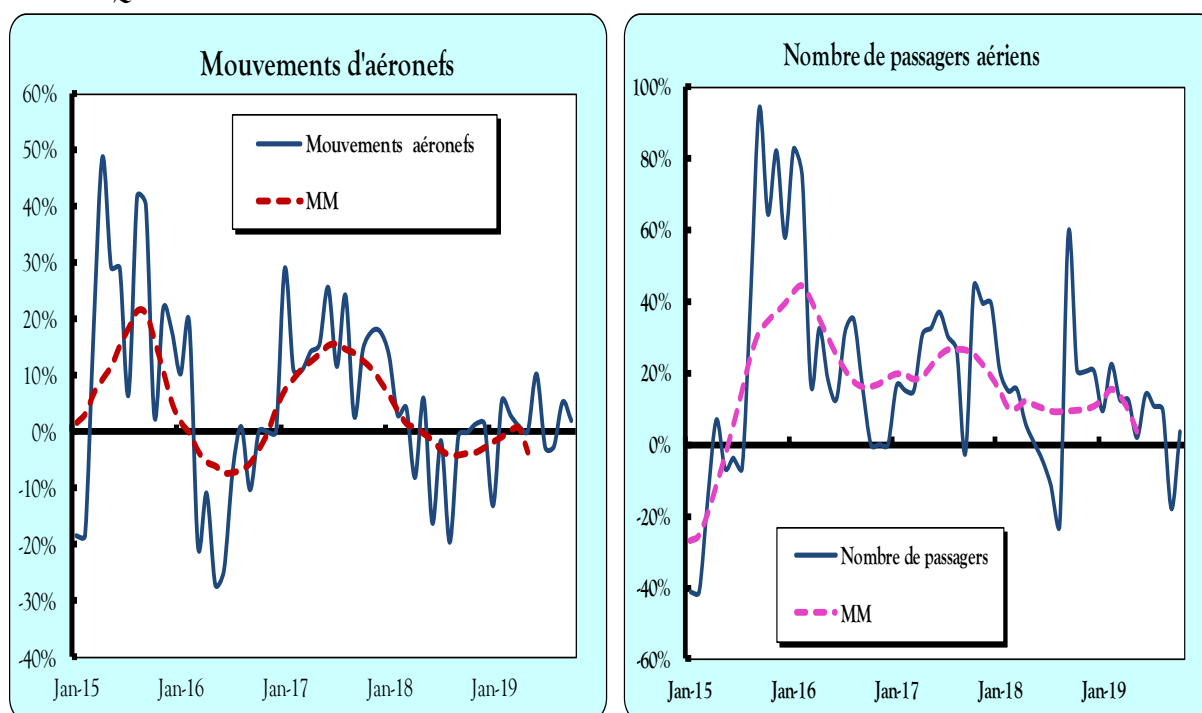 Mouvements d'aéronefs
60%
50%
40%
30%
20%
10%
0%
-10%
-20%
-30%
-40%
Mouvements aéronefs
MM
Jan-15 Jan-16 Jan-17 Jan-18 Jan-19
Nombre de passagers aériens
100%
80%
60%
40%
20%
0%
-20%
-40%
-60%
Nombre de passagers
MM
Jan-15 Jan-16 Jan-17 Jan-18 Jan-19